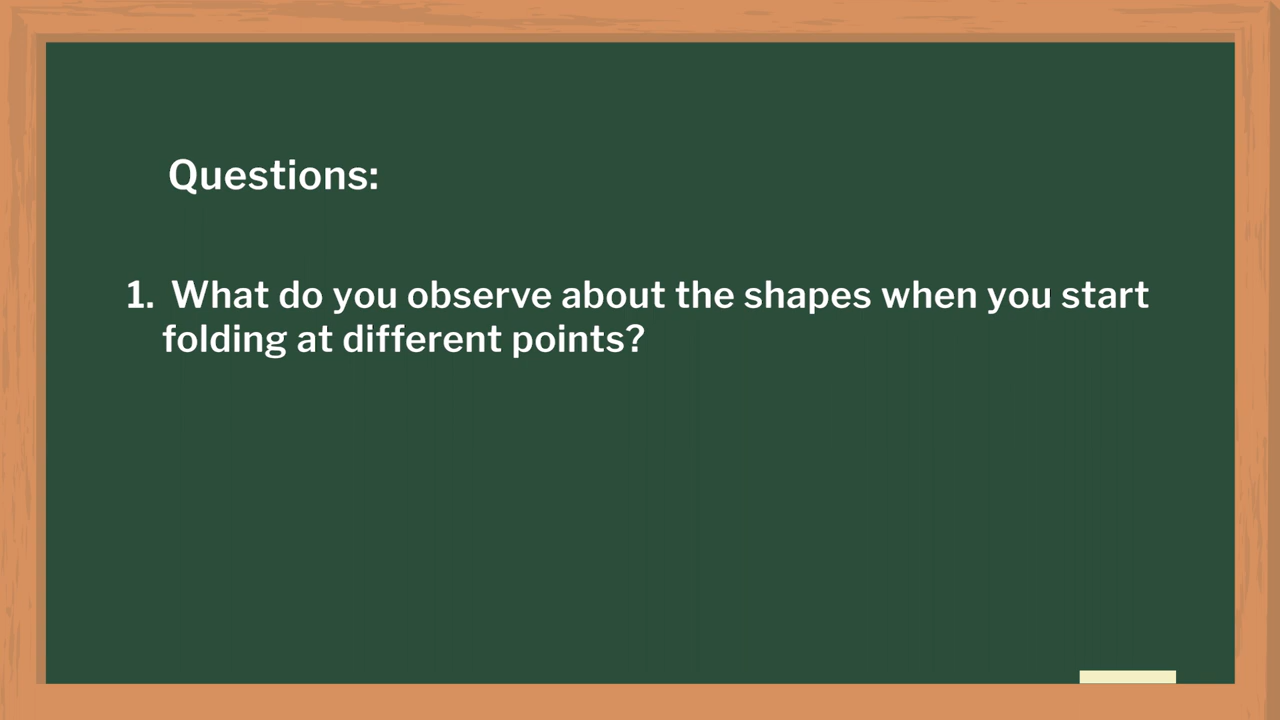 Questions:
1. What do you observe about the shapes when you start
folding at different points?